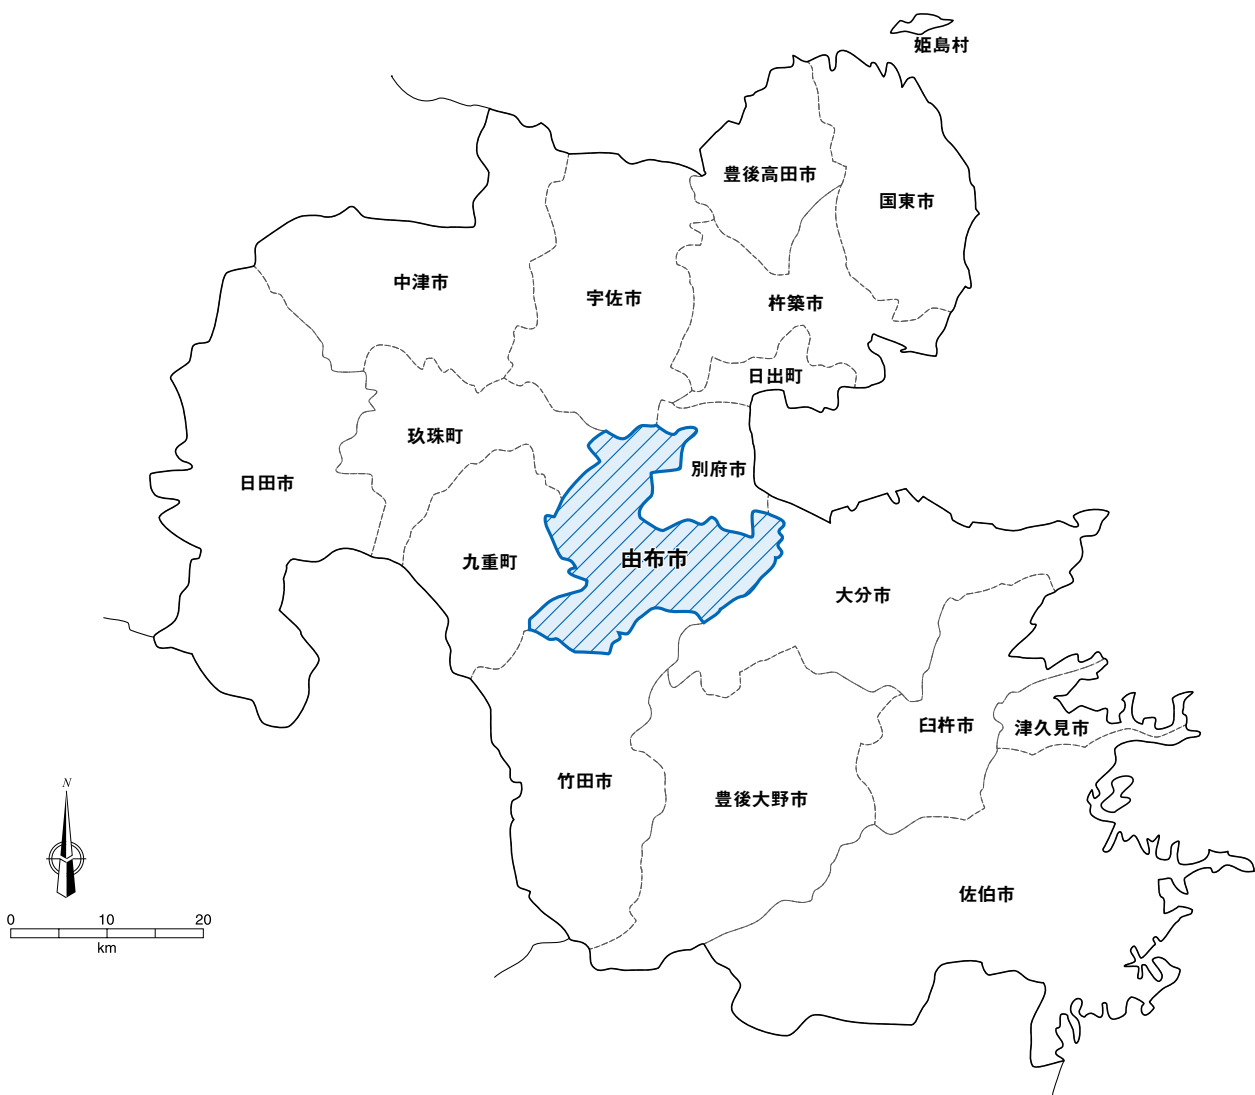 姫島村
豊後高田市
国東市
中津市
宇佐市
杵築市
日出町
玖珠町
別府市
日田市
九重町
由布市
大分市
臼杵市
津久見市
竹田市
豊後大野市
佐伯市
N
0 10 20
km